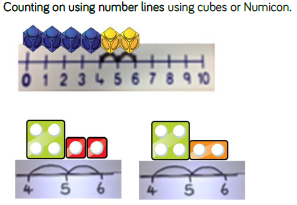 Counting on using number lines using cubes or Numicon.
0 1 2 3 4 5 6 7 8 9 10
4 5 6 4 5 6